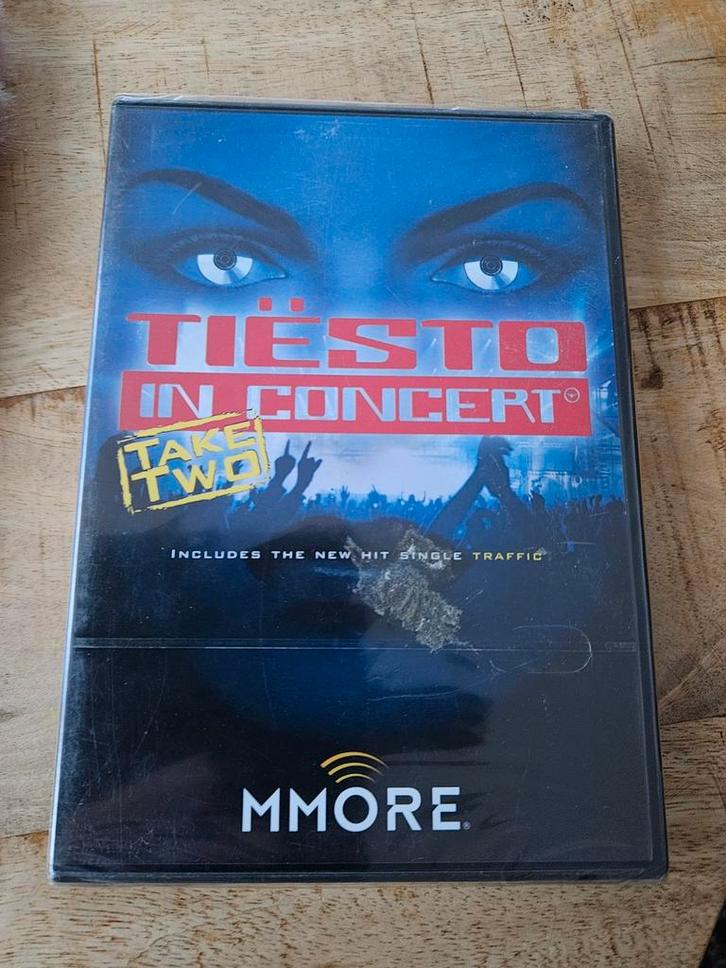 TIËSTO
IN CONCERT
TAKE
TWO
INCLUDES THE NEW HIT SINGLE TRAFFIC
MMORE®